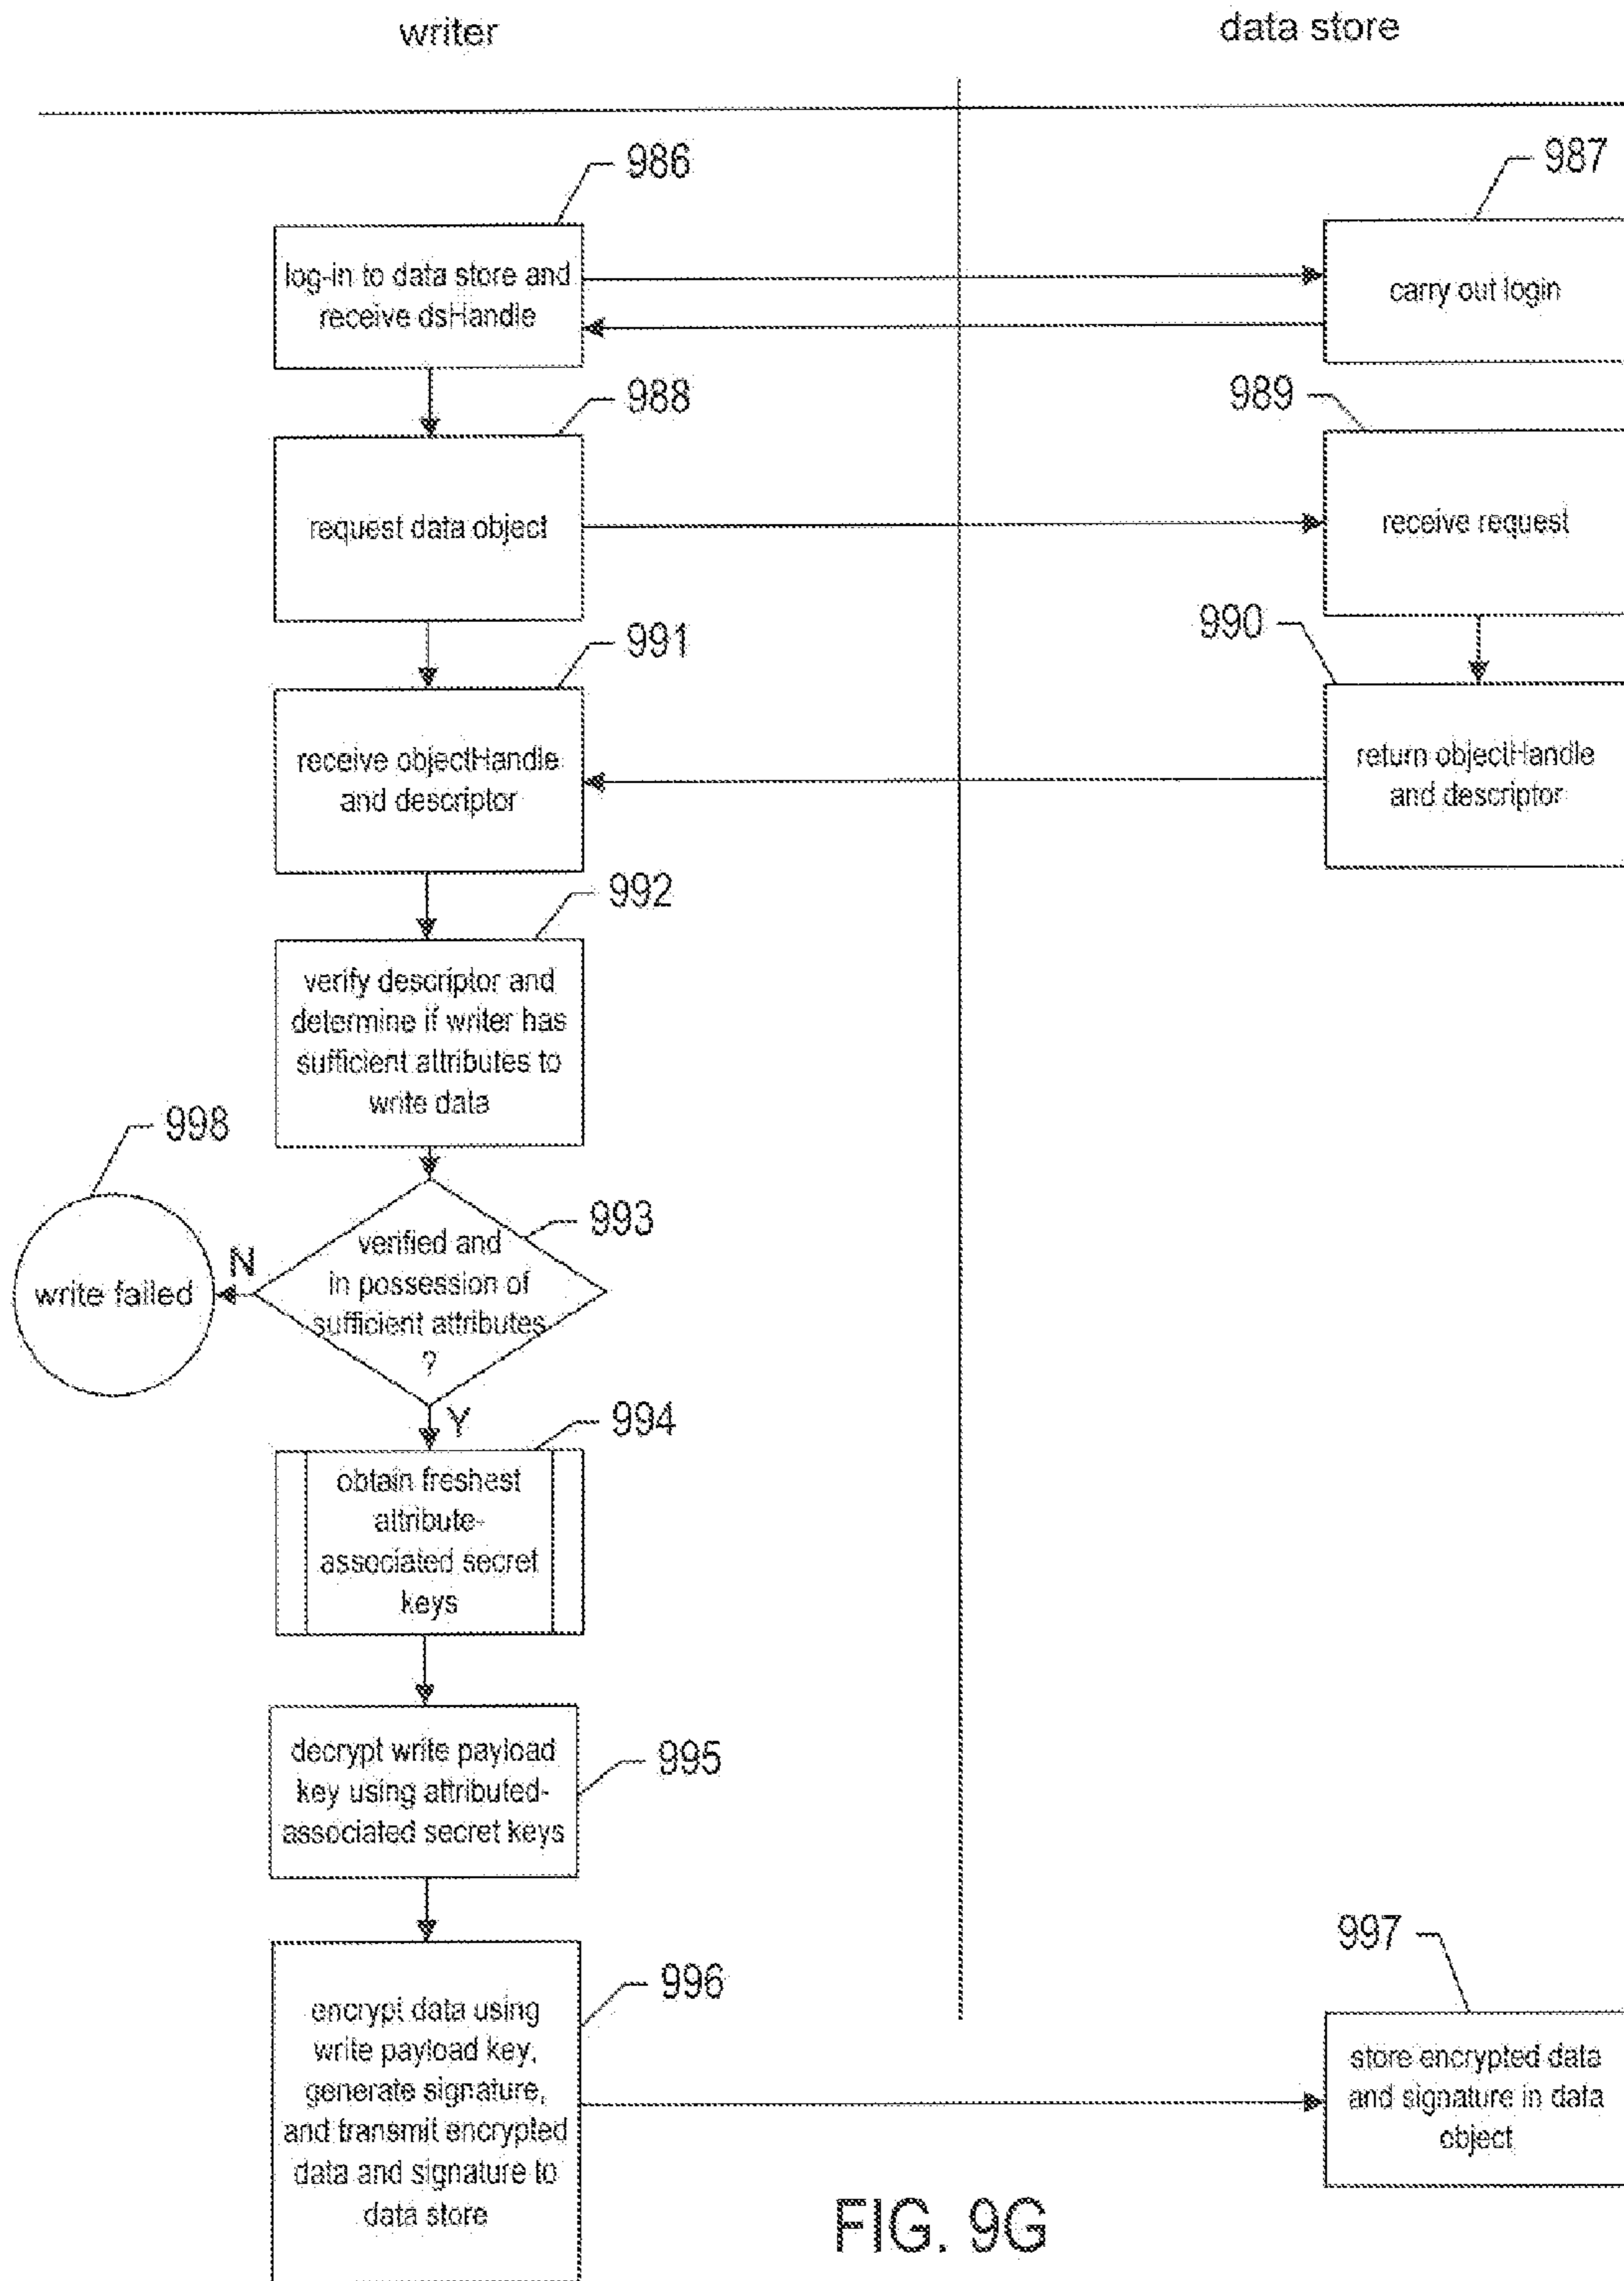 writer
data store
986
987
log-in to data store and
receive dsHandle
carry out login
988
989
request data object
receive request
991
990
receive objectHandle
and descriptor
return objectHandle
and descriptor
992
verify descriptor and
determine if writer has
sufficient attributes to
write data
998
993
verified and
in possession of
sufficient attributes
?
N
write failed
Y
994
obtain freshest
attribute-
associated secret
keys
decrypt write payload
key using attributed-
associated secret keys
995
997
996
encrypt data using
write payload key,
generate signature,
and transmit encrypted
data and signature to
data store
store encrypted data
and signature in data
object
FIG. 9G